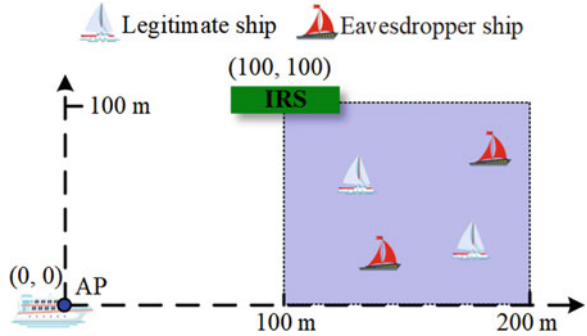 Legitimate ship
Eavesdropper ship
(100, 100)
IRS
100 m
(0, 0)
AP
100 m
200 m